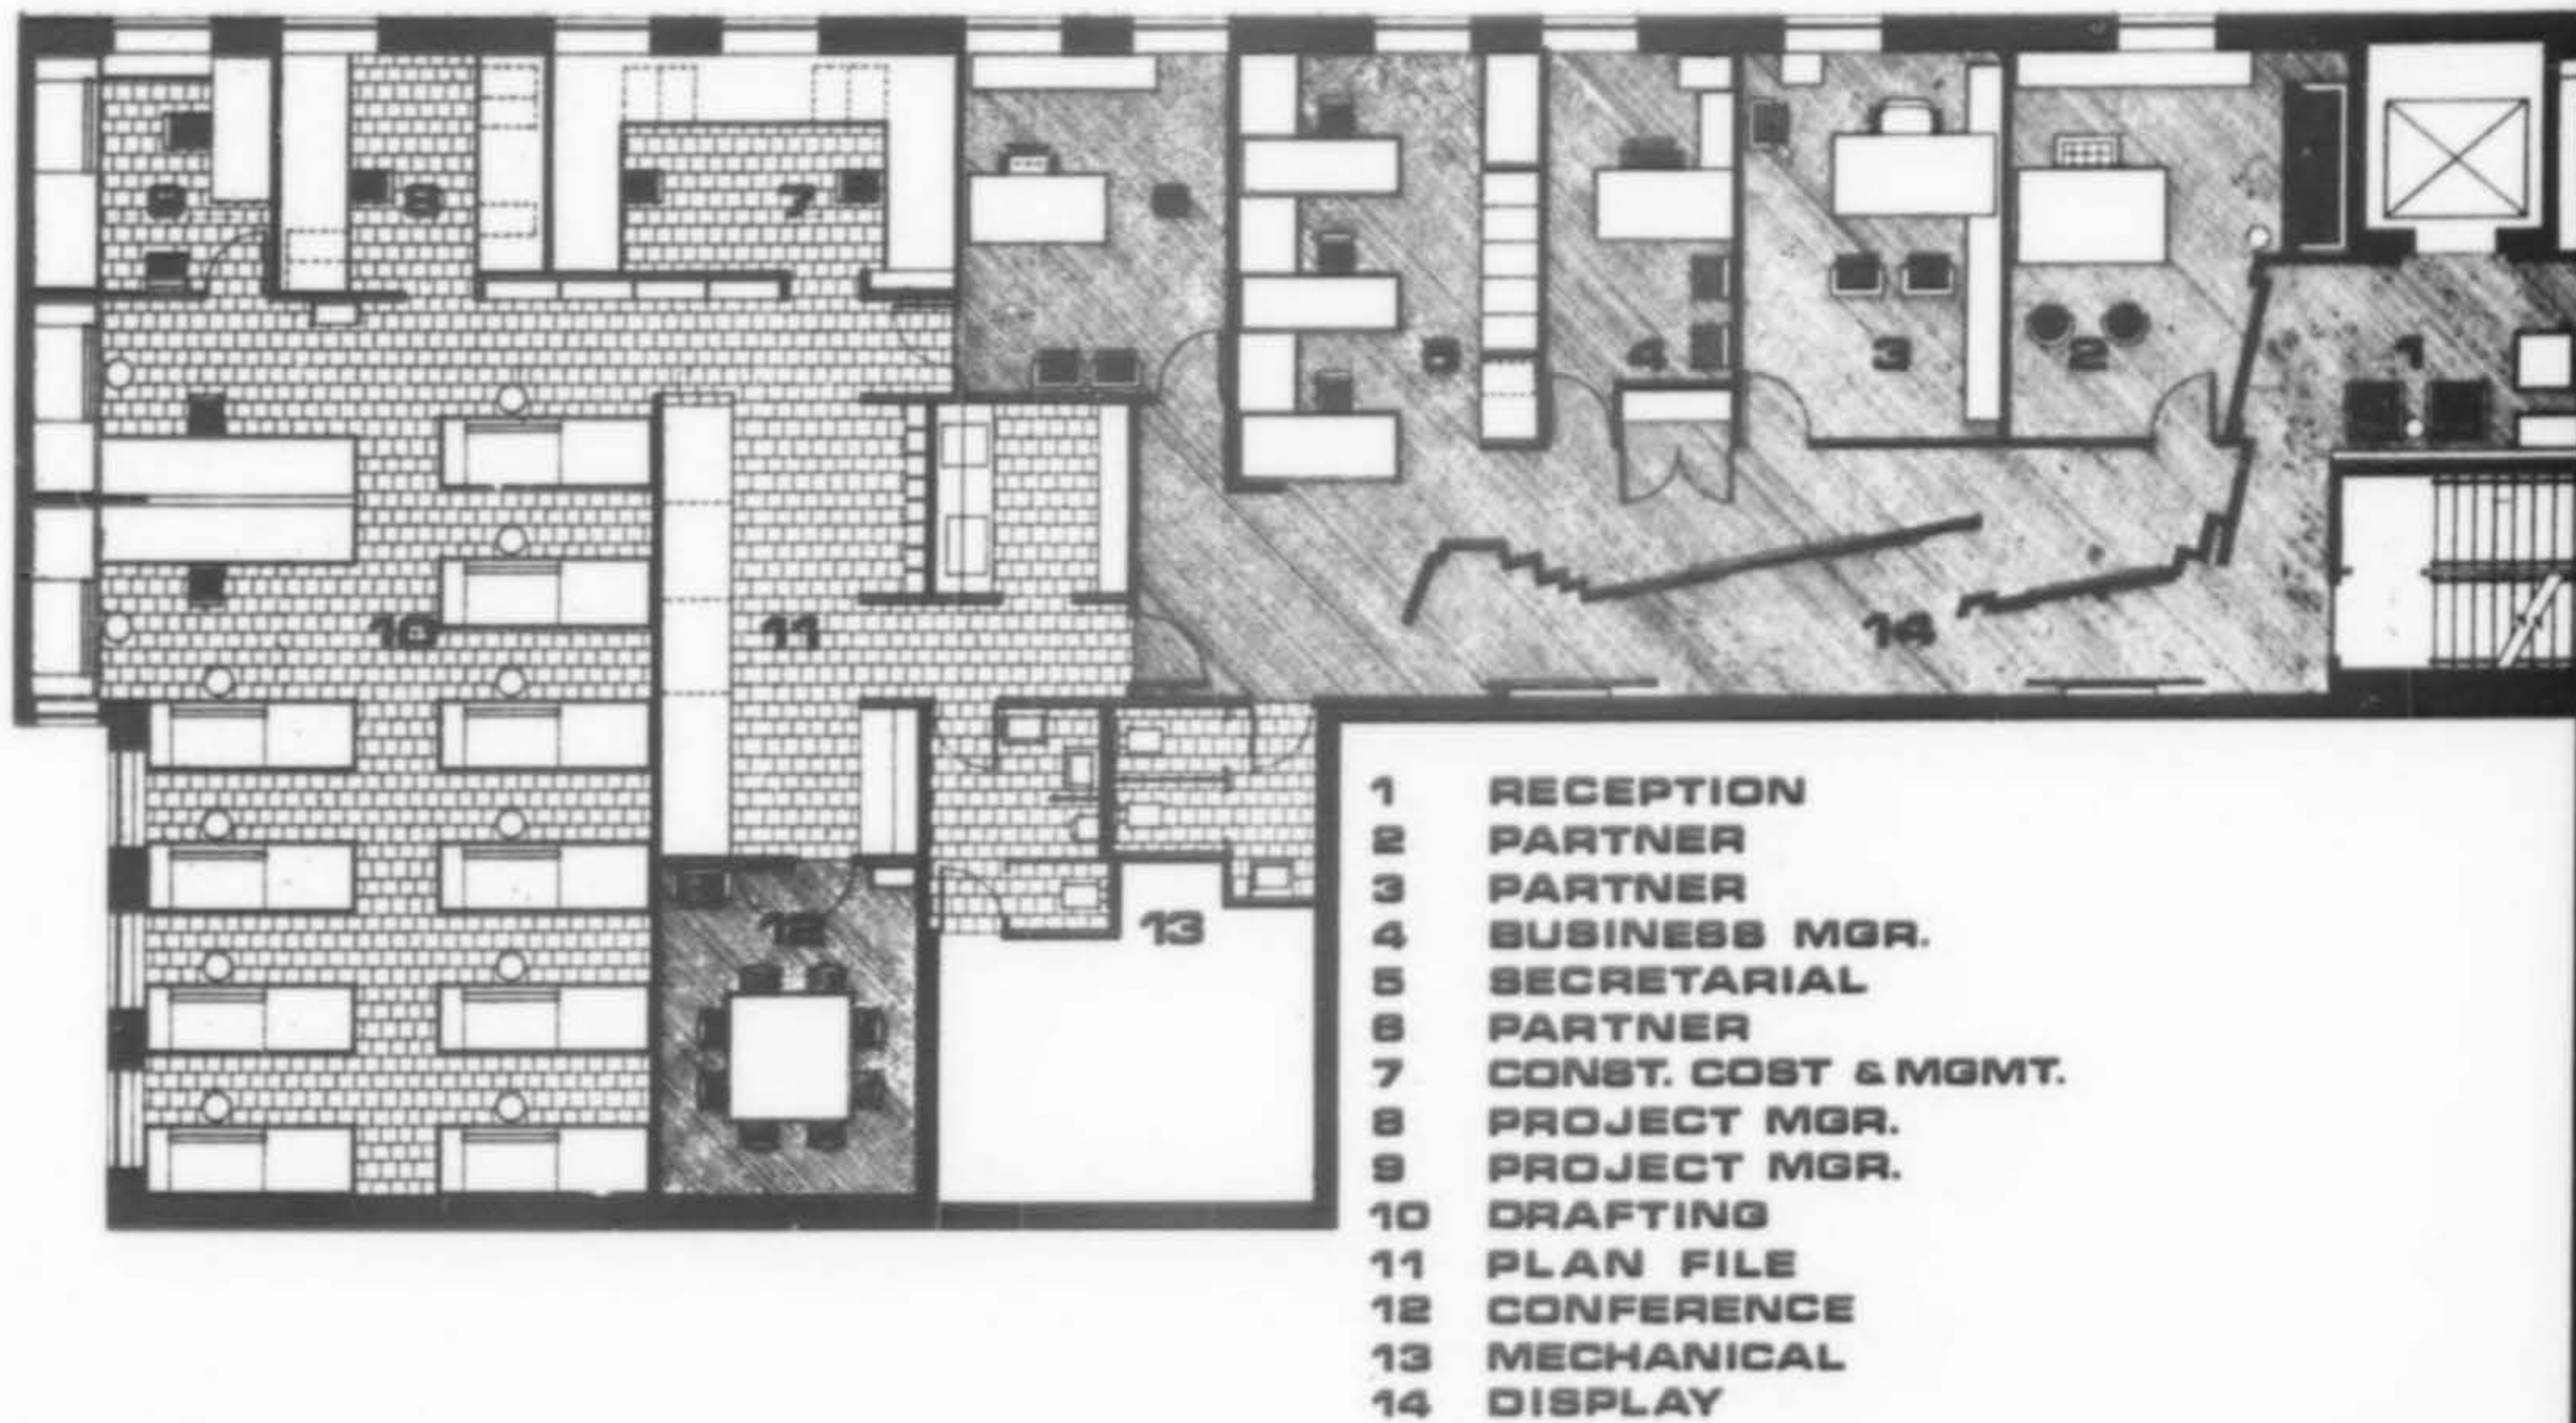 9 8 7
5 4 3 2 1
10 11 14
12 13
1 RECEPTION
2 PARTNER
3 PARTNER
4 BUSINESS MGR.
5 SECRETARIAL
6 PARTNER
7 CONST. COST & MGMT.
8 PROJECT MGR.
9 PROJECT MGR.
10 DRAFTING
11 PLAN FILE
12 CONFERENCE
13 MECHANICAL
14 DISPLAY